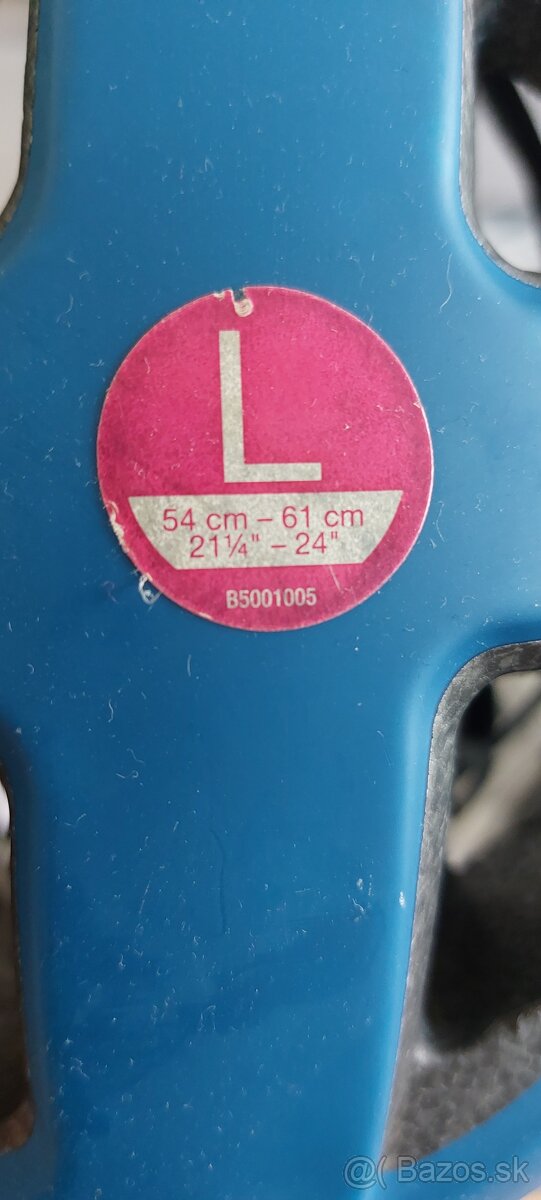 L
54 cm – 61 cm
21¼" – 24"
B5001005
@( Bazos.sk